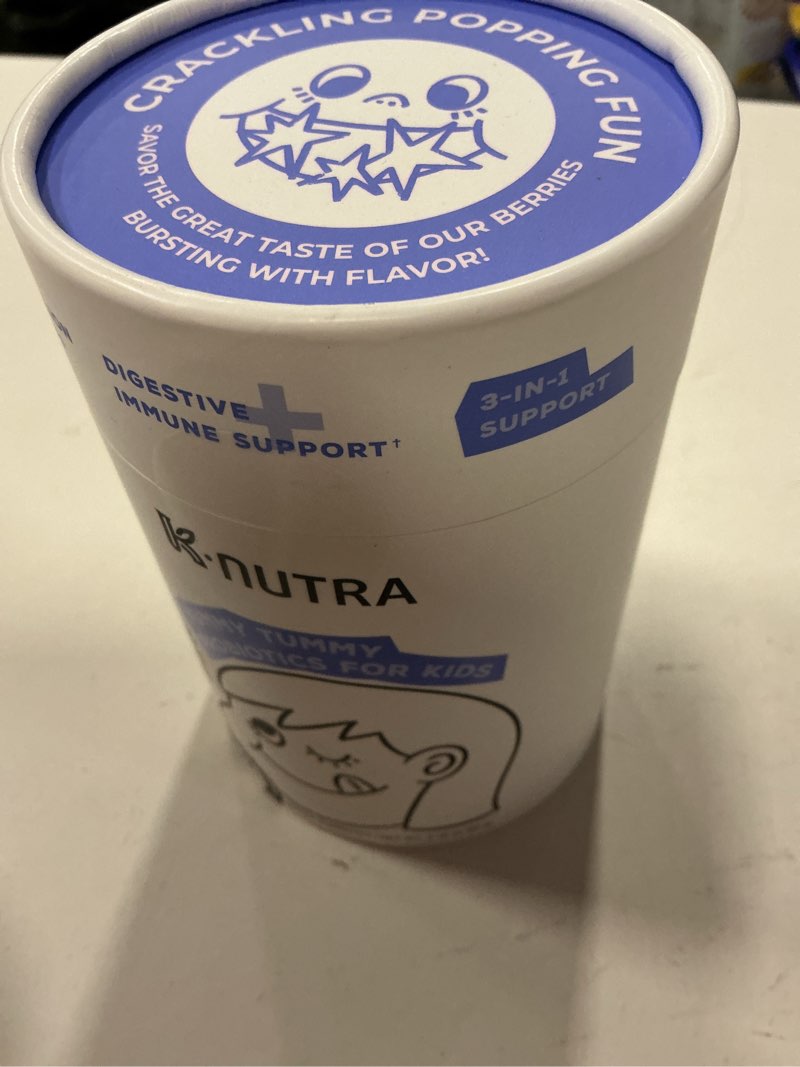 CRACKLING POPPING FUN
SAVOR THE GREAT TASTE OF OUR BERRIES
BURSTING WITH FLAVOR!
DIGESTIVE
IMMUNE SUPPORT†
3-IN-1
SUPPORT
K·NUTRA
TUMMY
FOR KIDS